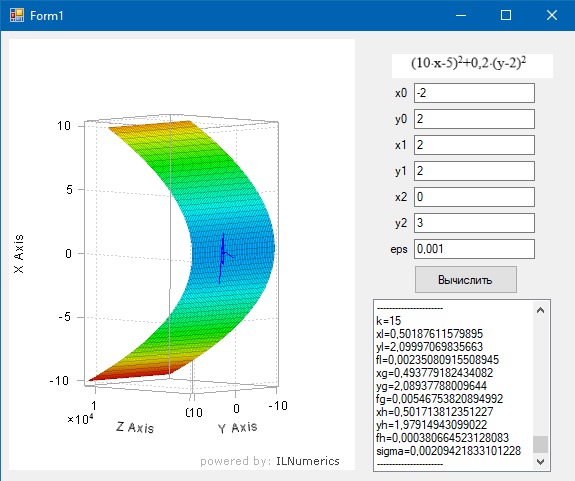 Form1
(10·x-5)²+0,2·(y-2)²
x0 -2
y0 2
x1 2
y1 2
x2 0
y2 3
eps 0,001
Вычислить
----------------------
k=15
xl=0,50187611579895
yl=2,09997069835663
fl=0,00235080915508945
xg=0,493779182434082
yg=2,08937788009644
fg=0,00546753820894992
xh=0,501713812351227
yh=1,97914943099022
fh=0,000380664523128083
sigma=0,00209421833101228
----------------------
10
5
0
-5
-10
X Axis
1
×10⁴
Z Axis
(10
0
-10
Y Axis
powered by: ILNumerics